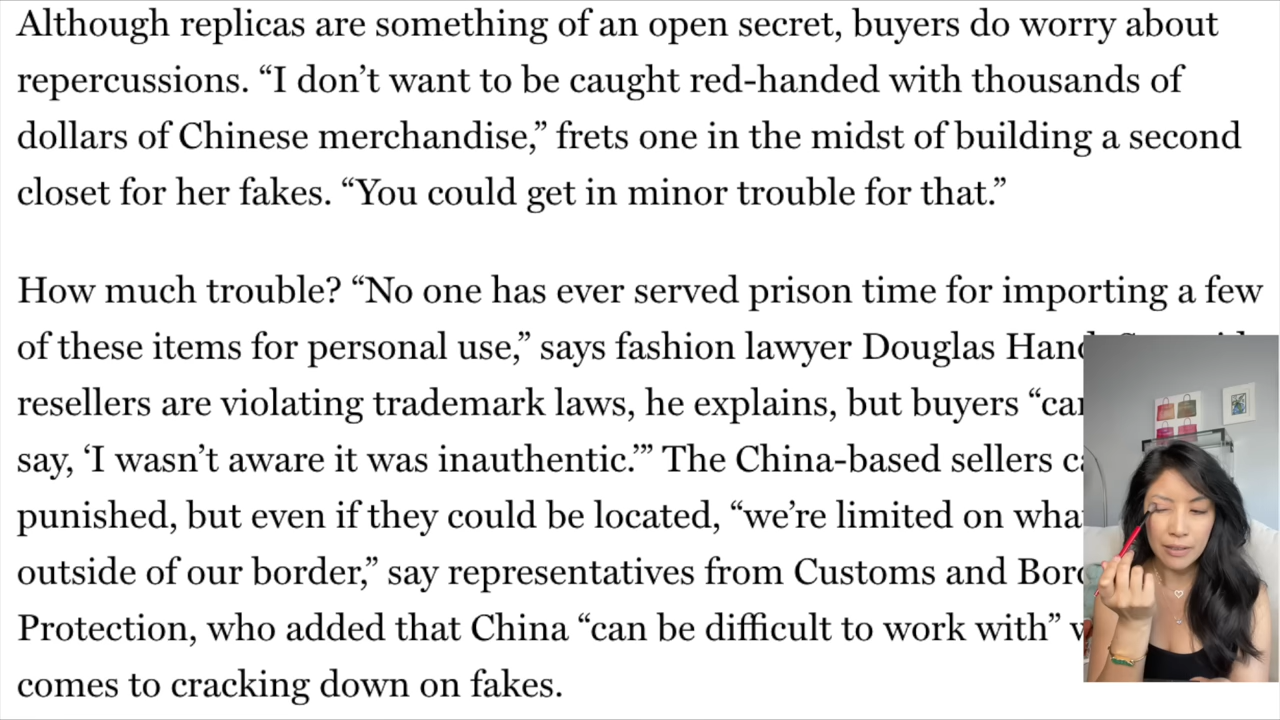 Although replicas are something of an open secret, buyers do worry about
repercussions. “I don’t want to be caught red-handed with thousands of
dollars of Chinese merchandise,” frets one in the midst of building a second
closet for her fakes. “You could get in minor trouble for that.”
How much trouble? “No one has ever served prison time for importing a few
of these items for personal use,” says fashion lawyer Douglas
resellers are violating trademark laws, he explains, but buyers
say, ‘I wasn’t aware it was inauthentic.’” The China-based sellers
punished, but even if they could be located, “we’re limited on
outside of our border,” say representatives from Customs and
Protection, who added that China “can be difficult to work with”
comes to cracking down on fakes.